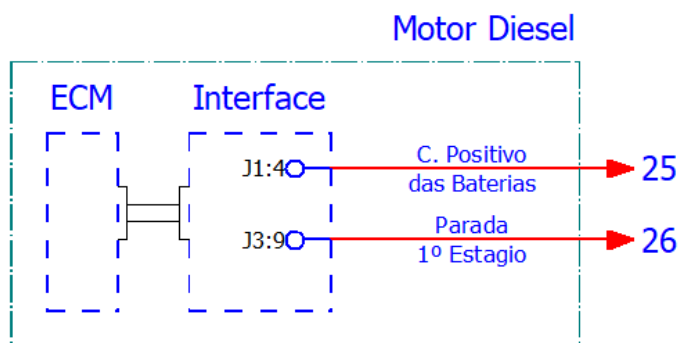 Motor Diesel
ECM
Interface
J1:4
C. Positivo
das Baterias
25
J3:9
Parada
1º Estagio
26